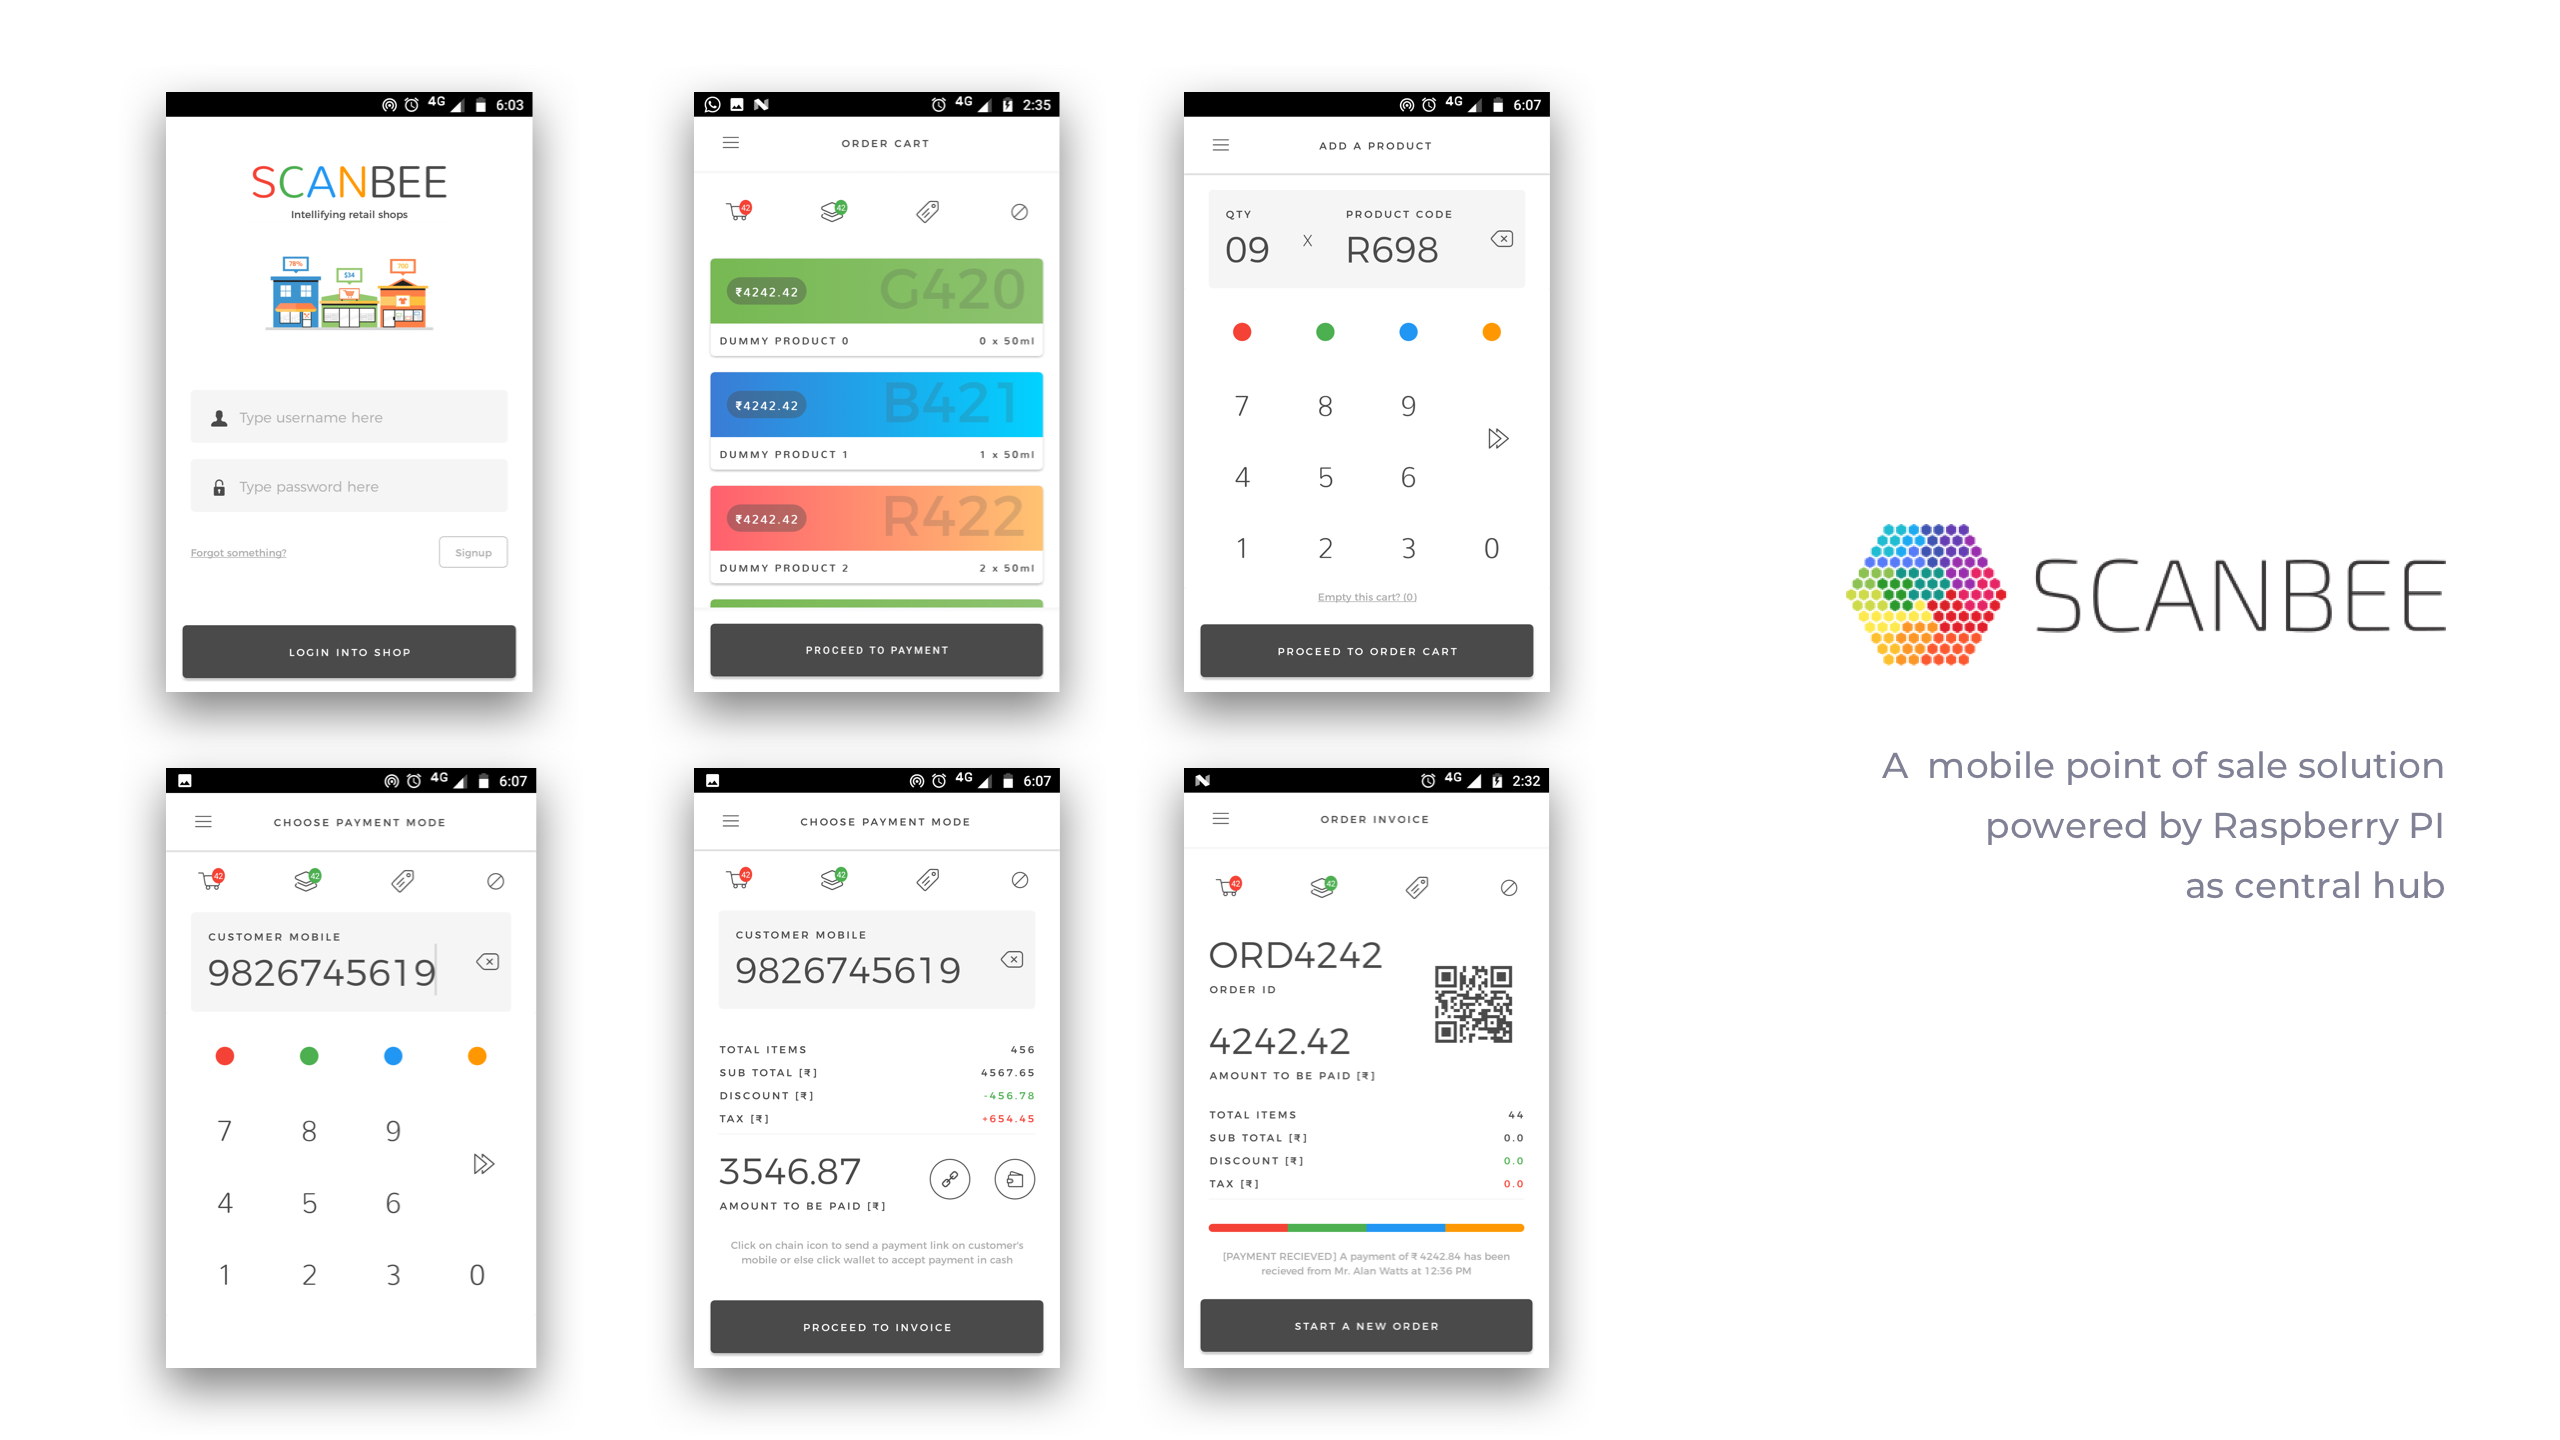 4G 6:03
SCANBEE
Intellifying retail shops
78%
$34
700
Type username here
Type password here
Forgot something?
Signup
LOGIN INTO SHOP
4G 2:35
ORDER CART
42
42
₹4242.42
G420
DUMMY PRODUCT 0 0 x 50ml
₹4242.42
B421
DUMMY PRODUCT 1 1 x 50ml
₹4242.42
R422
DUMMY PRODUCT 2 2 x 50ml
PROCEED TO PAYMENT
4G 6:07
ADD A PRODUCT
QTY PRODUCT CODE
09 X R698
7 8 9
4 5 6
1 2 3 0
Empty this cart? (0)
PROCEED TO ORDER CART
4G 6:07
CHOOSE PAYMENT MODE
42
42
CUSTOMER MOBILE
9826745619
7 8 9
4 5 6
1 2 3 0
4G 6:07
CHOOSE PAYMENT MODE
42
42
CUSTOMER MOBILE
9826745619
TOTAL ITEMS 456
SUB TOTAL [₹] 4567.65
DISCOUNT [₹] -456.78
TAX [₹] +654.45
3546.87
AMOUNT TO BE PAID [₹]
Click on chain icon to send a payment link on customer's
mobile or else click wallet to accept payment in cash
PROCEED TO INVOICE
4G 2:32
ORDER INVOICE
42
42
ORD4242
ORDER ID
4242.42
AMOUNT TO BE PAID [₹]
TOTAL ITEMS 44
SUB TOTAL [₹] 0.0
DISCOUNT [₹] 0.0
TAX [₹] 0.0
[PAYMENT RECIEVED] A payment of ₹ 4242.84 has been
recieved from Mr. Alan Watts at 12:36 PM
START A NEW ORDER
SCANBEE
A mobile point of sale solution
powered by Raspberry PI
as central hub